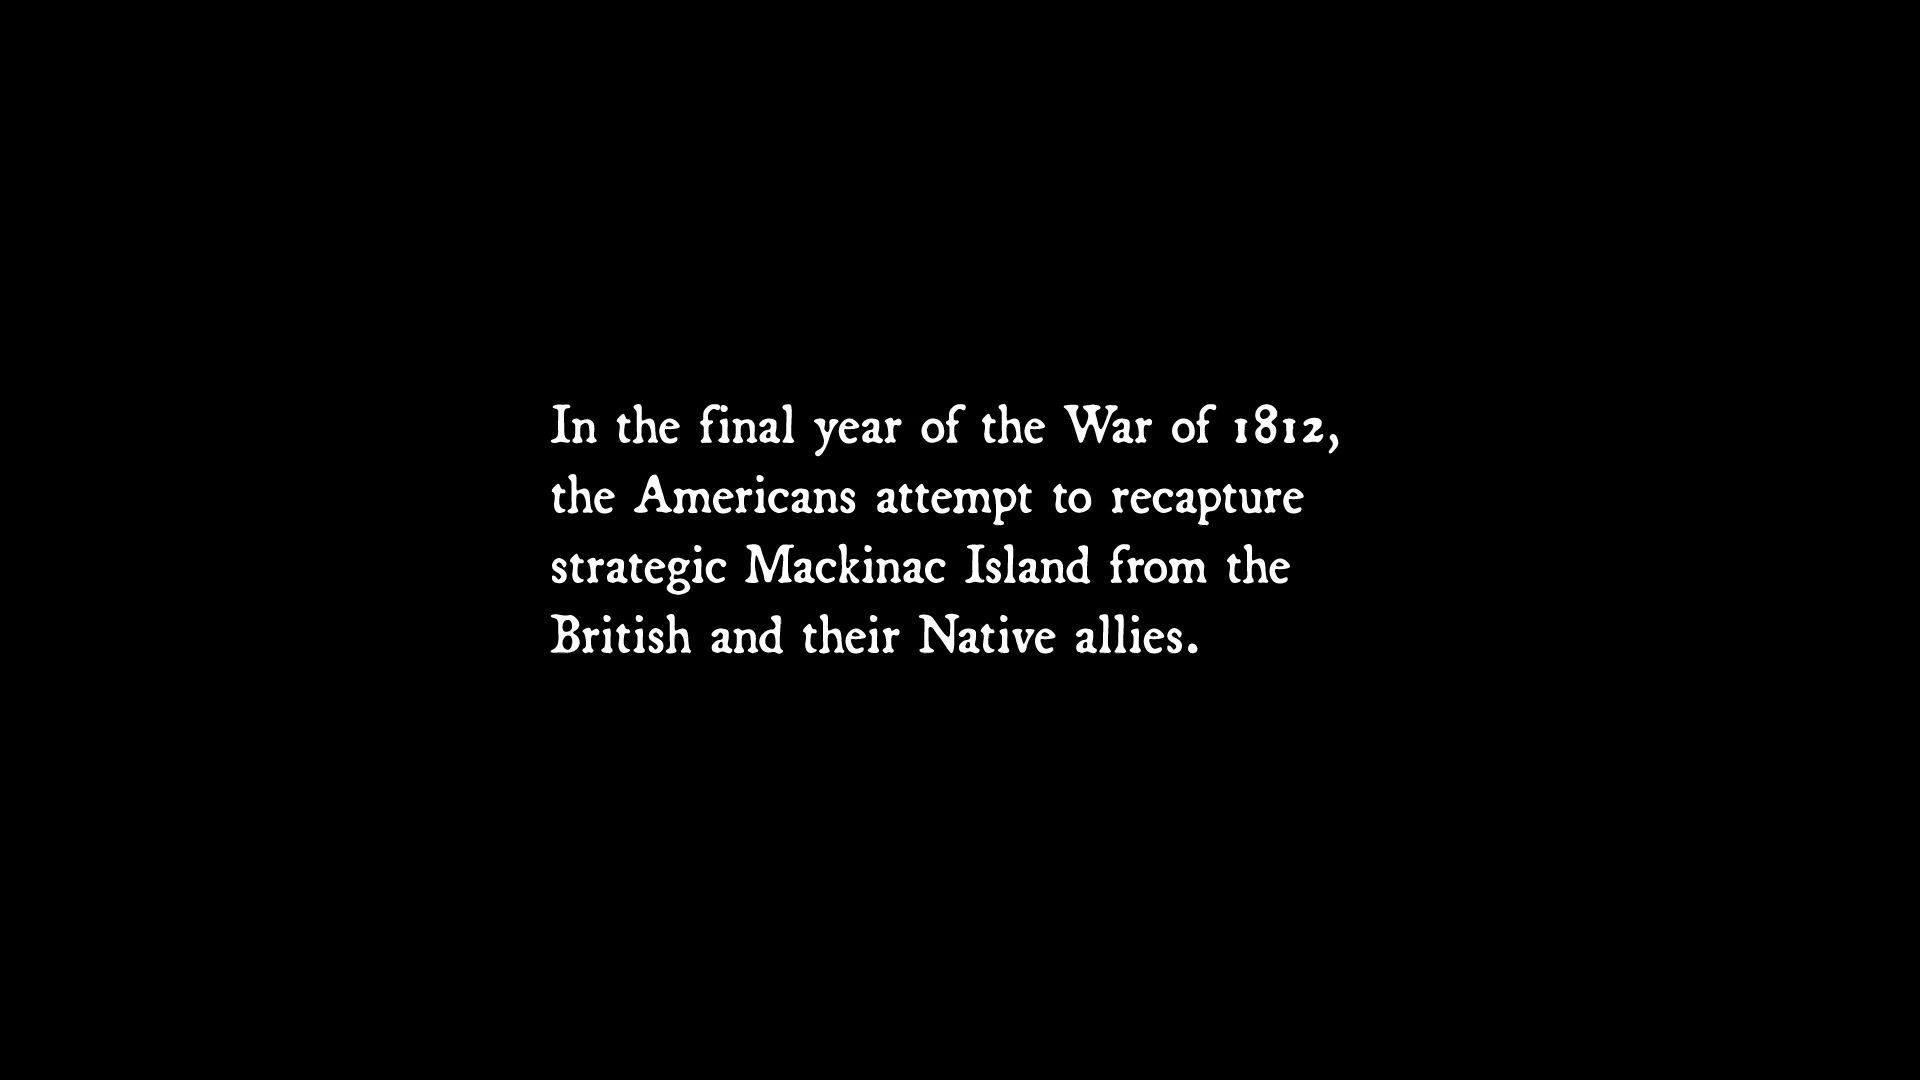 In the final year of the War of 1812,
the Americans attempt to recapture
strategic Mackinac Island from the
British and their Native allies.